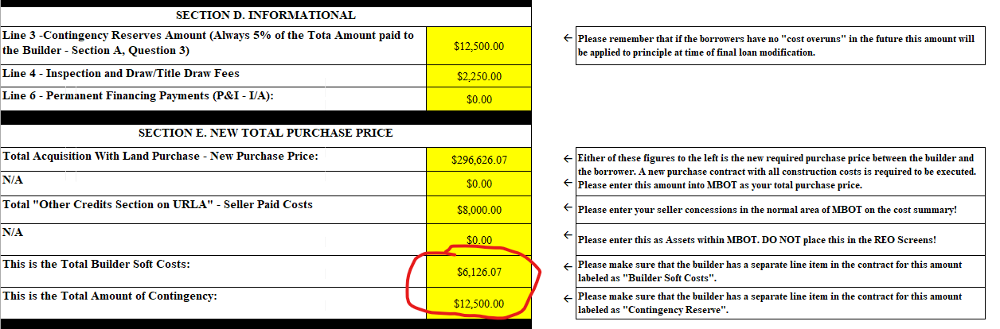 SECTION D. INFORMATIONAL
Line 3 -Contingency Reserves Amount (Always 5% of the Tota Amount paid to
the Builder - Section A, Question 3)
$12,500.00
← Please remember that if the borrowers have no "cost overuns" in the future this amount will
be applied to principle at time of final loan modification.
Line 4 - Inspection and Draw/Title Draw Fees
$2,250.00
Line 6 - Permanent Financing Payments (P&I - I/A):
$0.00
SECTION E. NEW TOTAL PURCHASE PRICE
Total Acquisition With Land Purchase - New Purchase Price:
$296,626.07
← Either of these figures to the left is the new required purchase price between the builder and
the borrower. A new purchase contract with all construction costs is required to be executed.
← Please enter this amount into MBOT as your total purchase price.
N/A
$0.00
Total "Other Credits Section on URLA" - Seller Paid Costs
$8,000.00
← Please enter your seller concessions in the normal area of MBOT on the cost summary!
N/A
$0.00
← Please enter this as Assets within MBOT. DO NOT place this in the REO Screens!
This is the Total Builder Soft Costs:
$6,126.07
← Please make sure that the builder has a separate line item in the contract for this amount
labeled as "Builder Soft Costs".
This is the Total Amount of Contingency:
$12,500.00
← Please make sure that the builder has a separate line item in the contract for this amount
labeled as "Contingency Reserve".